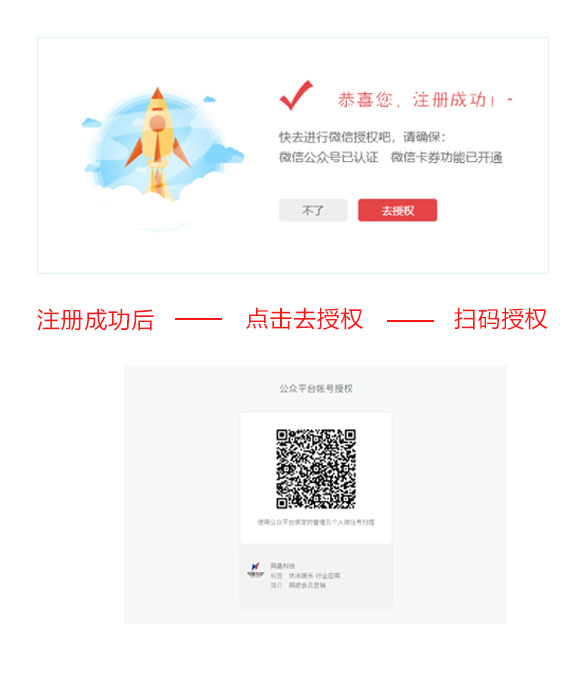 恭喜您，注册成功！-
快去进行微信授权吧，请确保：
微信公众号已认证 微信卡券功能已开通
不了 去授权
注册成功后 —— 点击去授权 —— 扫码授权
公众平台账号授权
使用公众平台绑定的管理员个人微信号扫描
网晶科技
标签 休闲娱乐 行业应用
简介 网吧会员营销